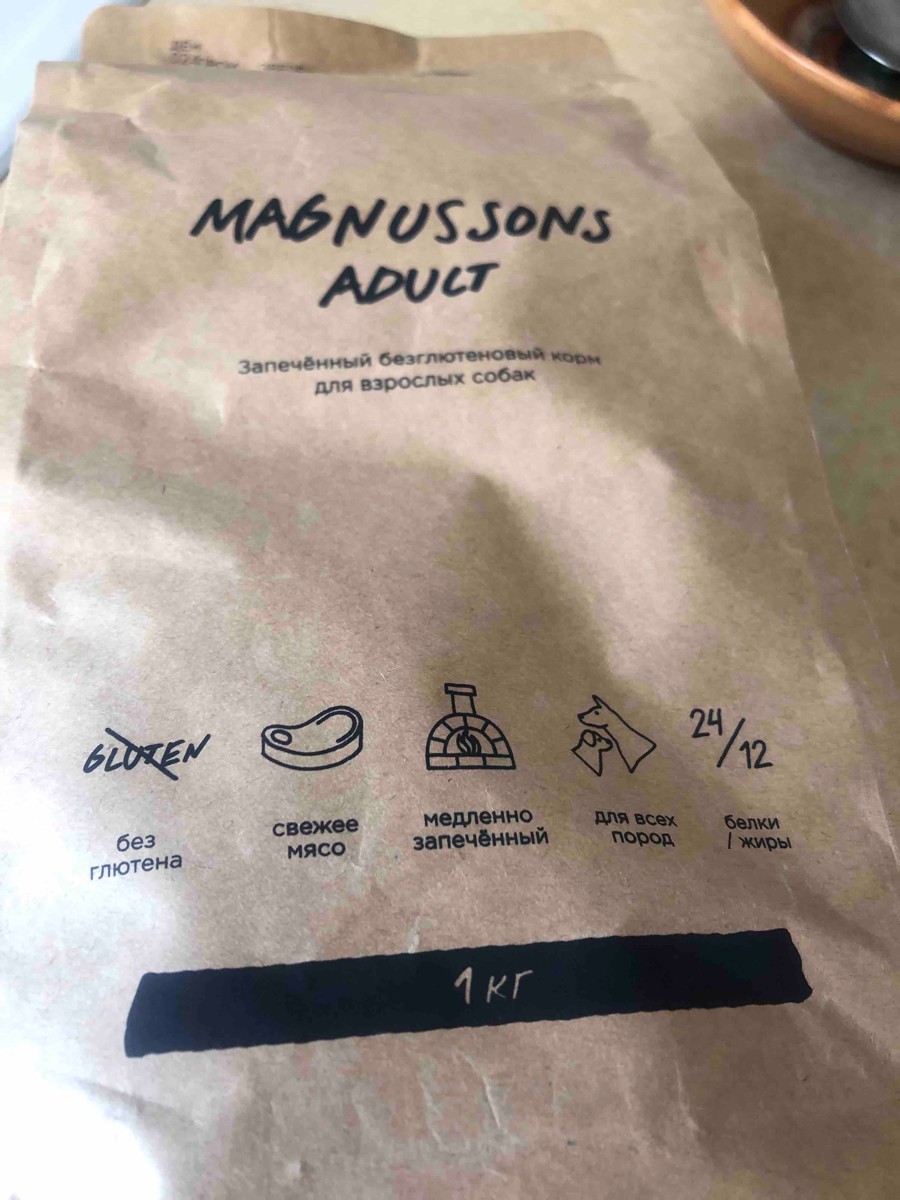 MAGNUSSONS
ADULT
Запечённый безглютеновый корм
для взрослых собак
GLUTEN
24/12
без
глютена
свежее
мясо
медленно
запечённый
для всех
пород
белки
/ жиры
1 кг